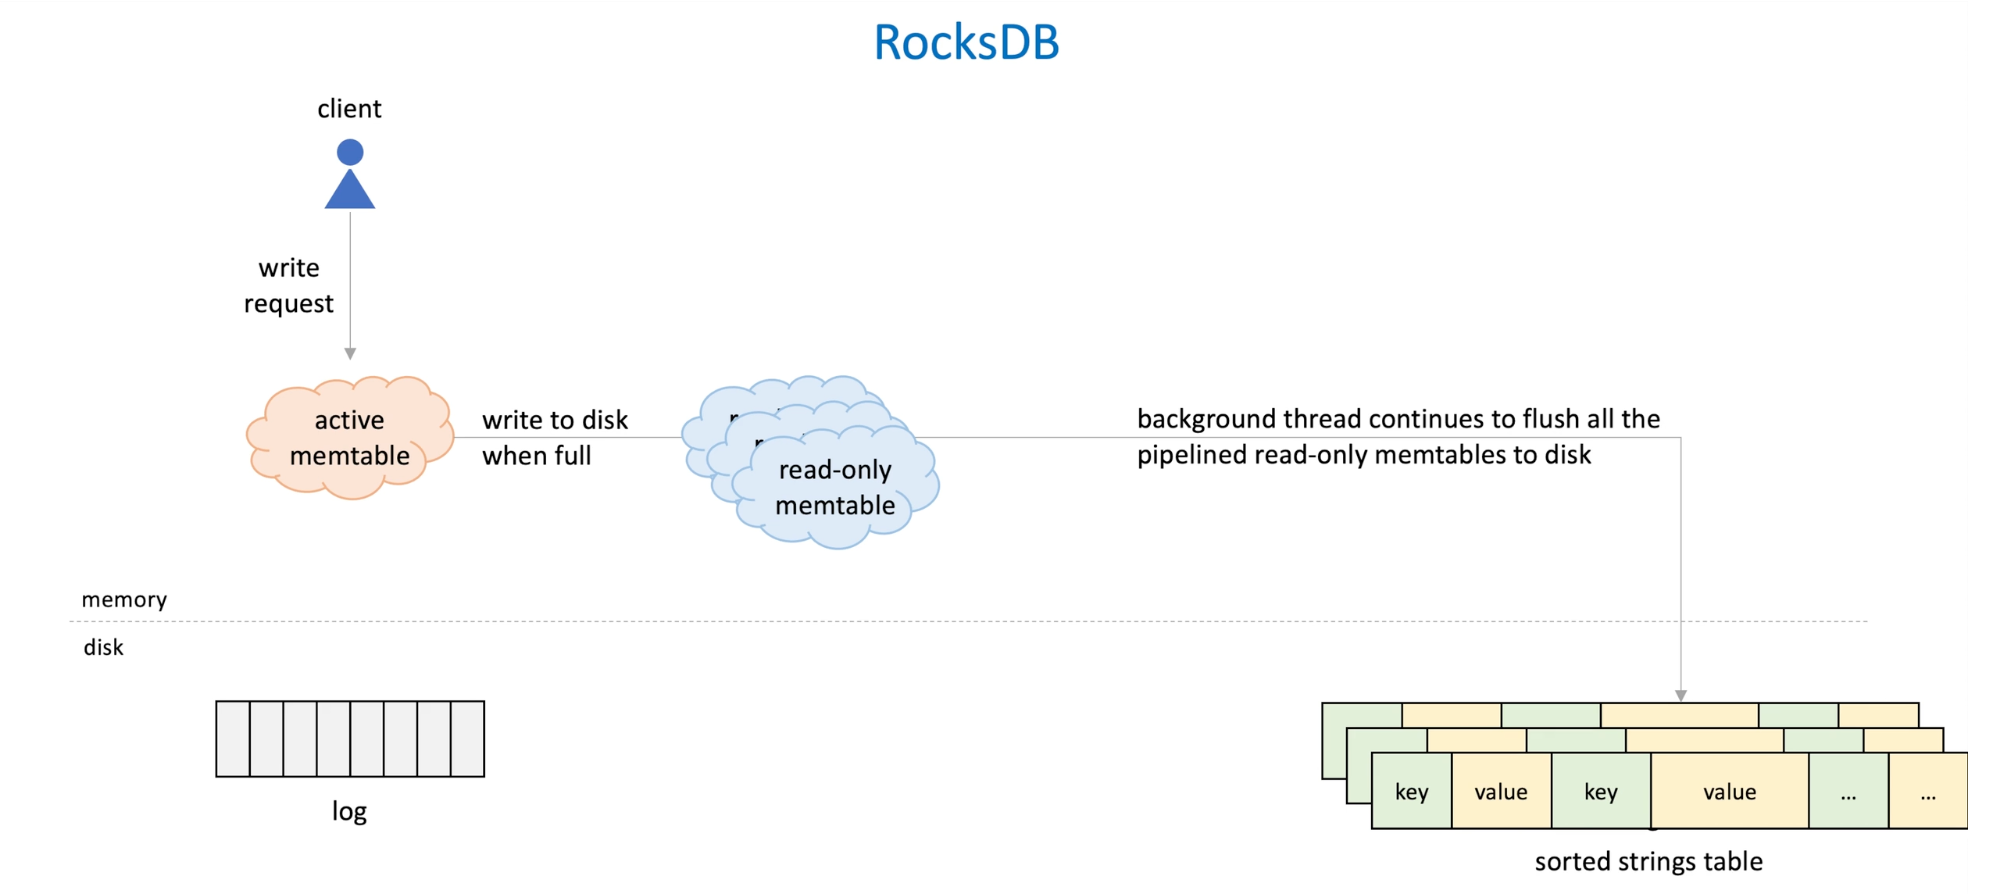 RocksDB
client
write
request
active
memtable
write to disk
when full
read-only
memtable
background thread continues to flush all the
pipelined read-only memtables to disk
memory
disk
log
key value key value ... ...
sorted strings table